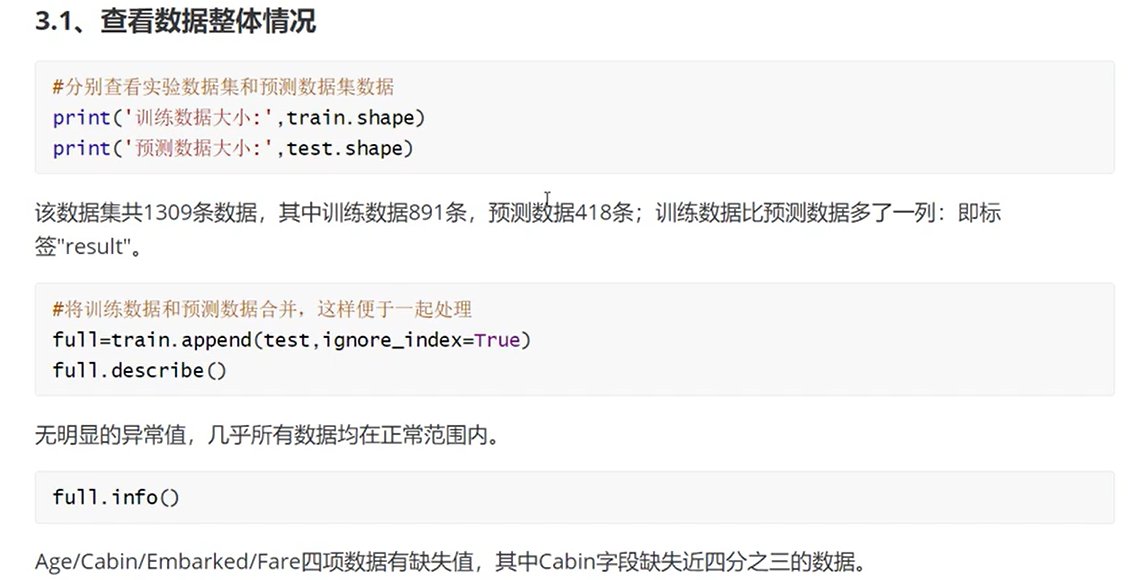 3.1、查看数据整体情况
#分别查看实验数据集和预测数据集数据
print('训练数据大小:',train.shape)
print('预测数据大小:',test.shape)
该数据集共1309条数据，其中训练数据891条，预测数据418条；训练数据比预测数据多了一列：即标
签"result"。
#将训练数据和预测数据合并，这样便于一起处理
full=train.append(test,ignore_index=True)
full.describe()
无明显的异常值，几乎所有数据均在正常范围内。
full.info()
Age/Cabin/Embarked/Fare四项数据有缺失值，其中Cabin字段缺失近四分之三的数据。